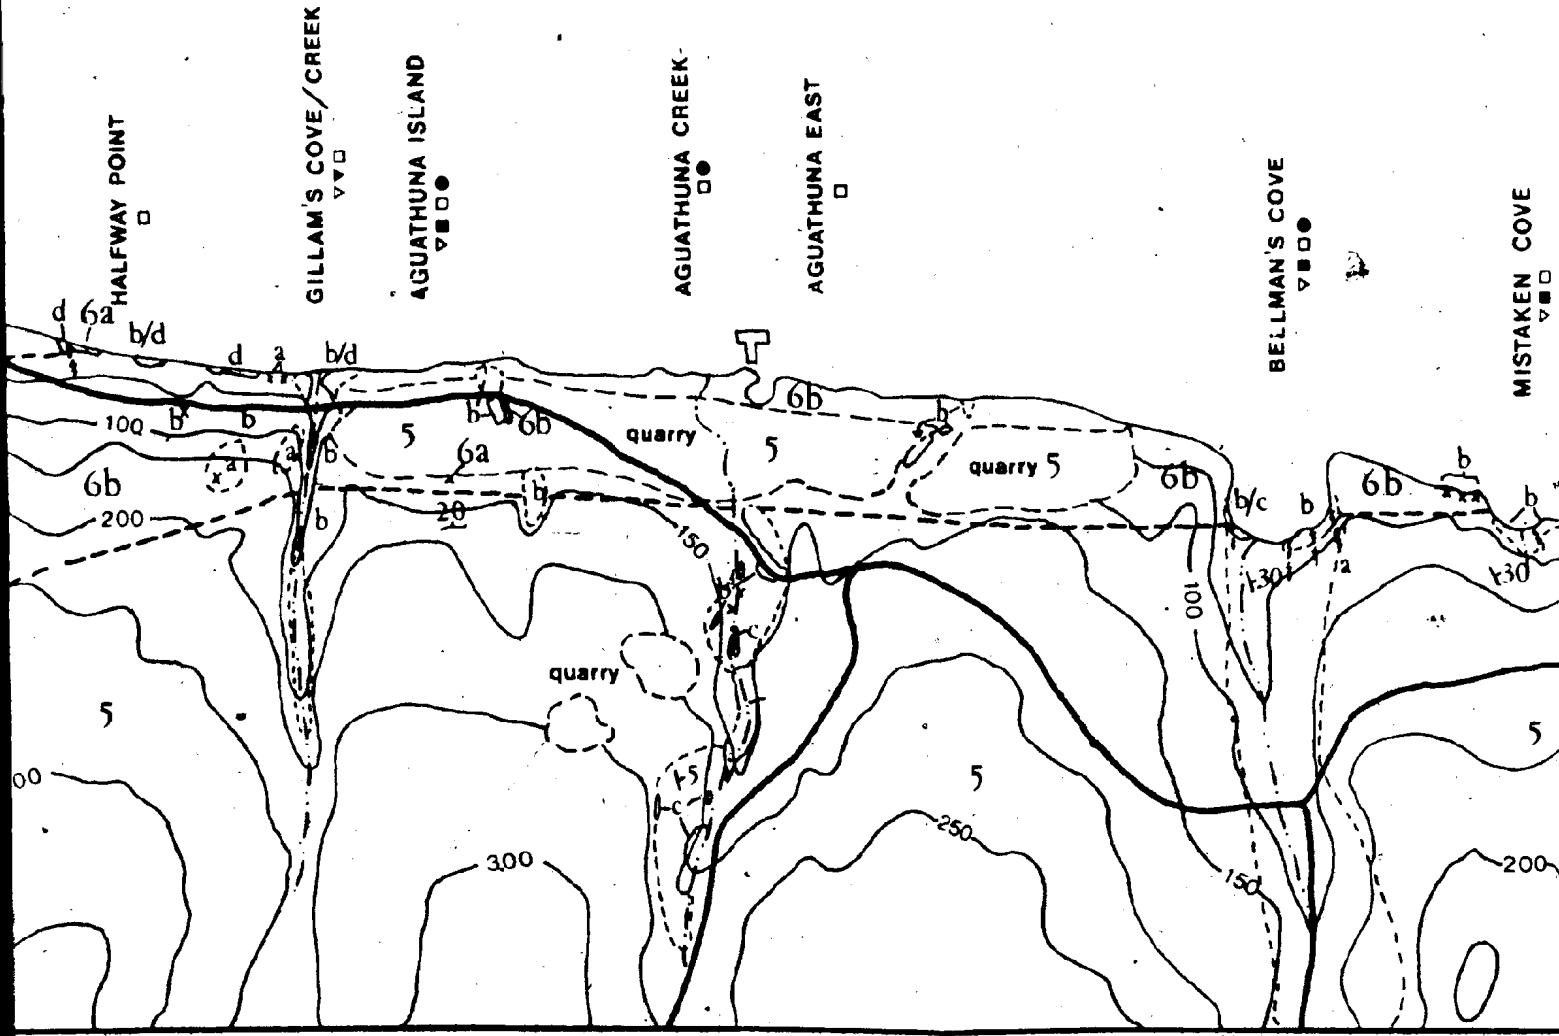 HALFWAY POINT
GILLAM'S COVE/CREEK
AGUATHUNA ISLAND
AGUATHUNA CREEK
AGUATHUNA EAST
BELLMAN'S COVE
MISTAKEN COVE
d
6a
b/d
d
a
b/d
b
b
100
a
a
b
5
b
6b
quarry
5
6b
b
quarry 5
6b
b/c
b
6b
b
b
6a
6b
200
b
20
b
150
100
30
a
30
b
c
quarry
5
5
c
5
5
00
300
250
150
200